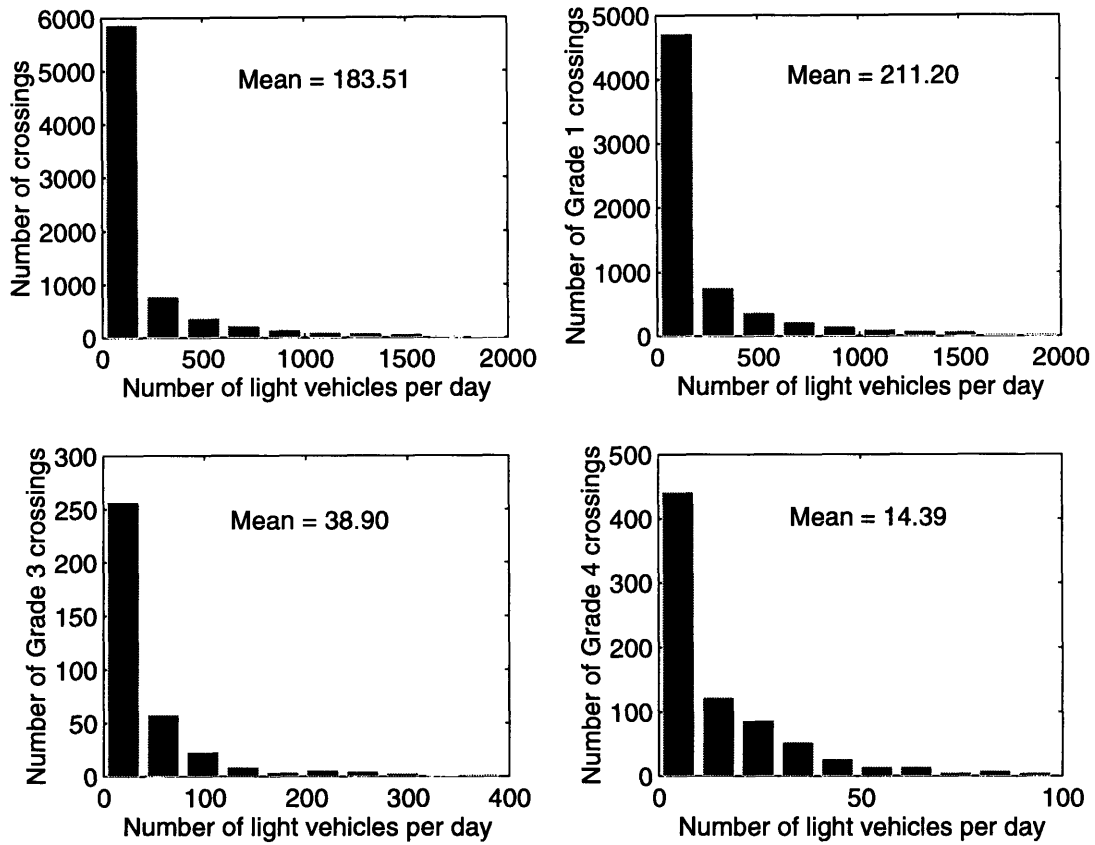 6000
5000
4000
3000
2000
1000
0
Number of crossings
Mean = 183.51
0 500 1000 1500 2000
Number of light vehicles per day
5000
4000
3000
2000
1000
0
Number of Grade 1 crossings
Mean = 211.20
0 500 1000 1500 2000
Number of light vehicles per day
300
250
200
150
100
50
0
Number of Grade 3 crossings
Mean = 38.90
0 100 200 300 400
Number of light vehicles per day
500
400
300
200
100
0
Number of Grade 4 crossings
Mean = 14.39
0 50 100
Number of light vehicles per day